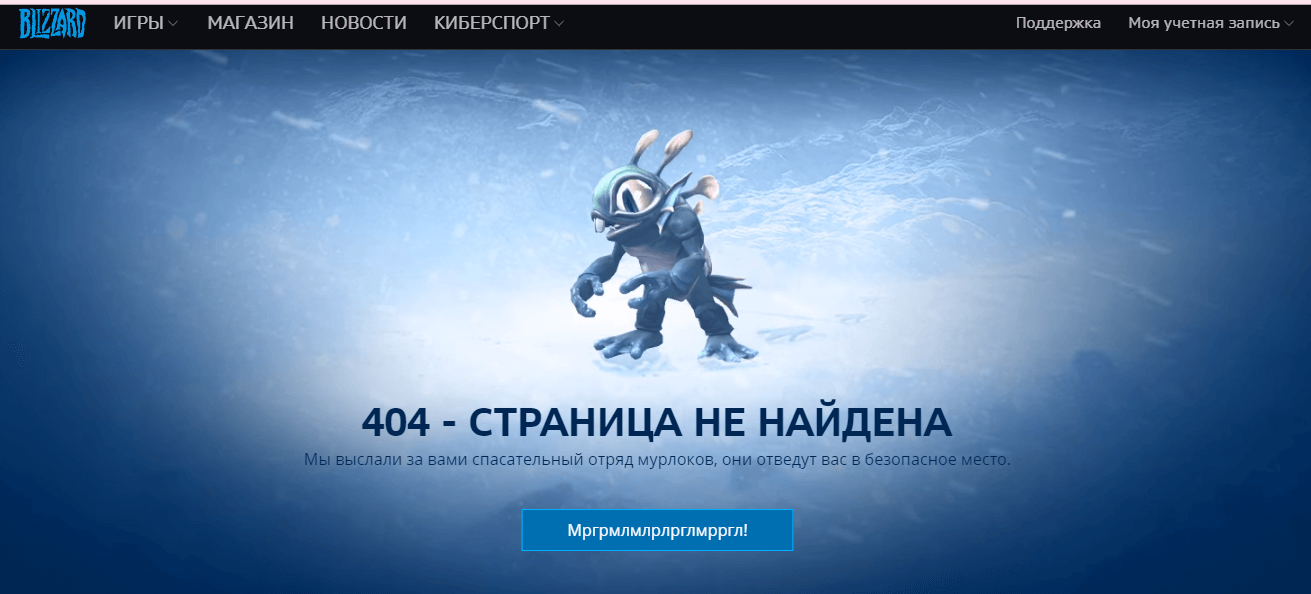 BLIZZARD ИГРЫ МАГАЗИН НОВОСТИ КИБЕРСПОРТ Поддержка Моя учетная запись
404 - СТРАНИЦА НЕ НАЙДЕНА
Мы выслали за вами спасательный отряд мурлоков, они отведут вас в безопасное место.
Мргрмлмлрлрглмрргл!